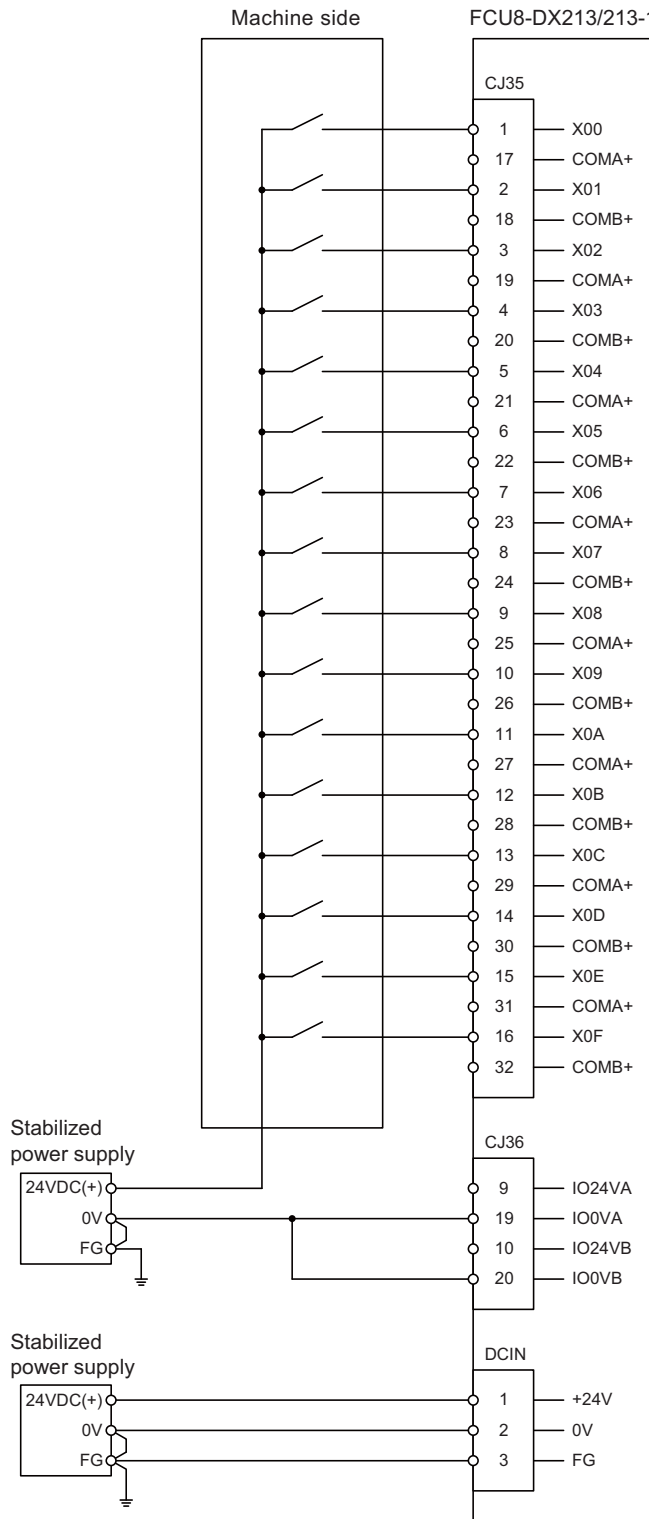 Machine side
FCU8-DX213/213-1
CJ35
1 X00
17 COMA+
2 X01
18 COMB+
3 X02
19 COMA+
4 X03
20 COMB+
5 X04
21 COMA+
6 X05
22 COMB+
7 X06
23 COMA+
8 X07
24 COMB+
9 X08
25 COMA+
10 X09
26 COMB+
11 X0A
27 COMA+
12 X0B
28 COMB+
13 X0C
29 COMA+
14 X0D
30 COMB+
15 X0E
31 COMA+
16 X0F
32 COMB+
Stabilized
power supply
24VDC(+)
0V
FG
CJ36
9 IO24VA
19 IO0VA
10 IO24VB
20 IO0VB
Stabilized
power supply
24VDC(+)
0V
FG
DCIN
1 +24V
2 0V
3 FG